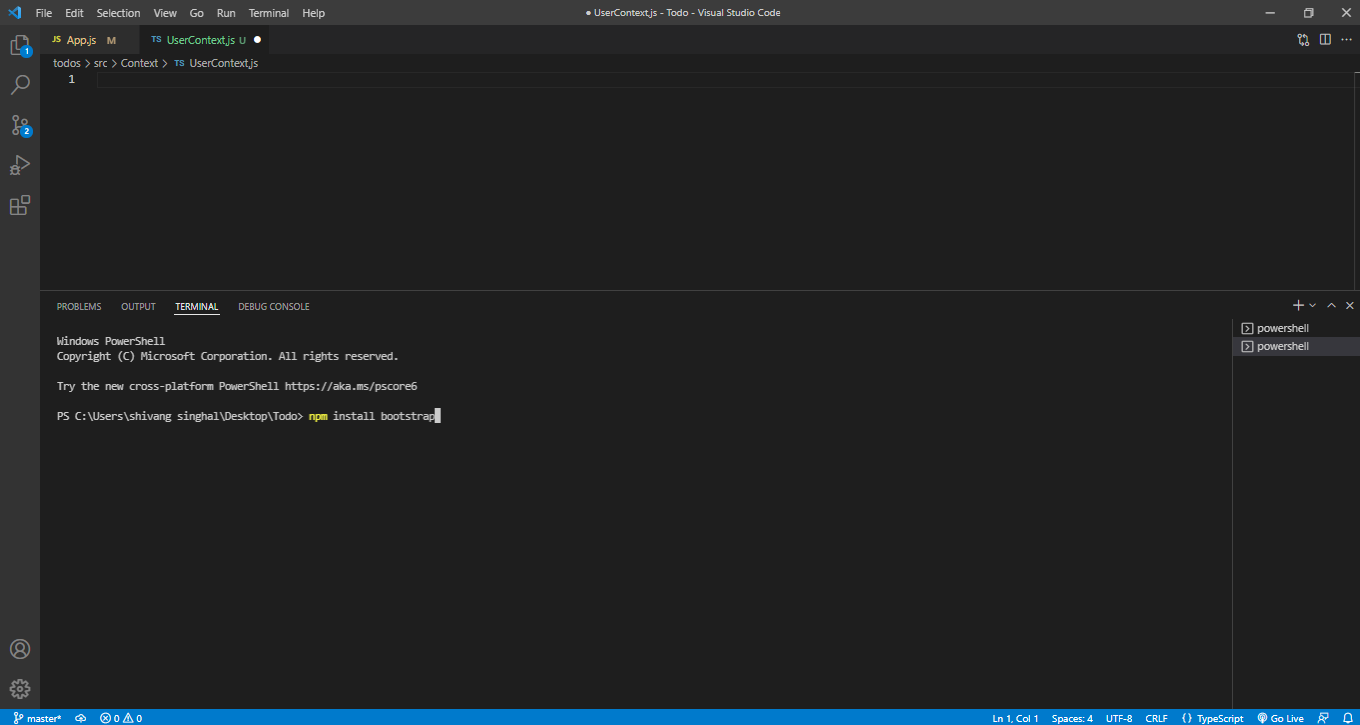 File Edit Selection View Go Run Terminal Help
● UserContext.js - Todo - Visual Studio Code
JS App.js M
TS UserContext.js U ●
todos > src > Context > TS UserContext.js
1
1
2
PROBLEMS OUTPUT TERMINAL DEBUG CONSOLE
powershell
powershell
Windows PowerShell
Copyright (C) Microsoft Corporation. All rights reserved.
Try the new cross-platform PowerShell https://aka.ms/pscore6
PS C:\Users\shivang singhal\Desktop\Todo> npm install bootstrap
master* 0 0 Ln 1, Col 1 Spaces: 4 UTF-8 CRLF {} TypeScript Go Live